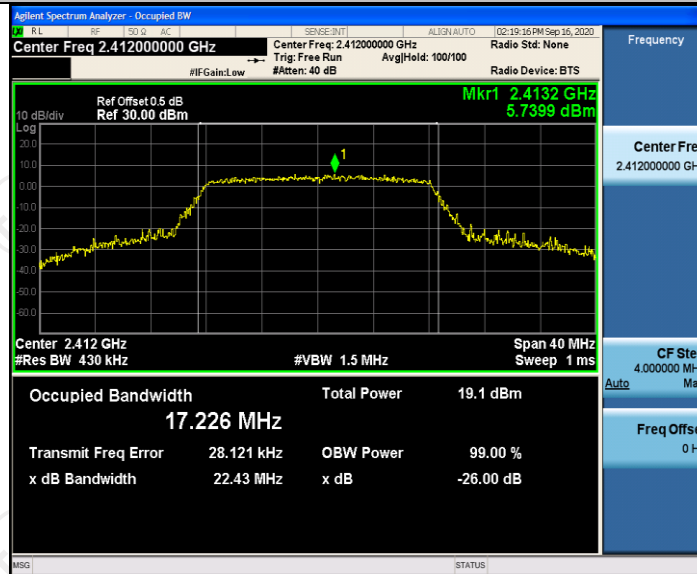 Agilent Spectrum Analyzer - Occupied BW
RL RF 50 Ω AC SENSE:INT ALIGN AUTO 02:19:16 PM Sep 16, 2020
Center Freq 2.412000000 GHz Center Freq: 2.412000000 GHz Radio Std: None
Trig: Free Run Avg|Hold: 100/100
#IFGain:Low #Atten: 40 dB Radio Device: BTS
Frequency
Ref Offset 0.5 dB Mkr1 2.4132 GHz
10 dB/div Ref 30.00 dBm 5.7399 dBm
Log
20.0
10.0
0.00
-10.0
-20.0
-30.0
-40.0
-60.0
1
Center 2.412 GHz Span 40 MHz
#Res BW 430 kHz #VBW 1.5 MHz Sweep 1 ms
Occupied Bandwidth Total Power 19.1 dBm
17.226 MHz
Transmit Freq Error 28.121 kHz OBW Power 99.00 %
x dB Bandwidth 22.43 MHz x dB -26.00 dB
Center Fre
2.412000000 GH
CF Ste
4.000000 MH
Auto Ma
Freq Offs
0 H
MSG STATUS